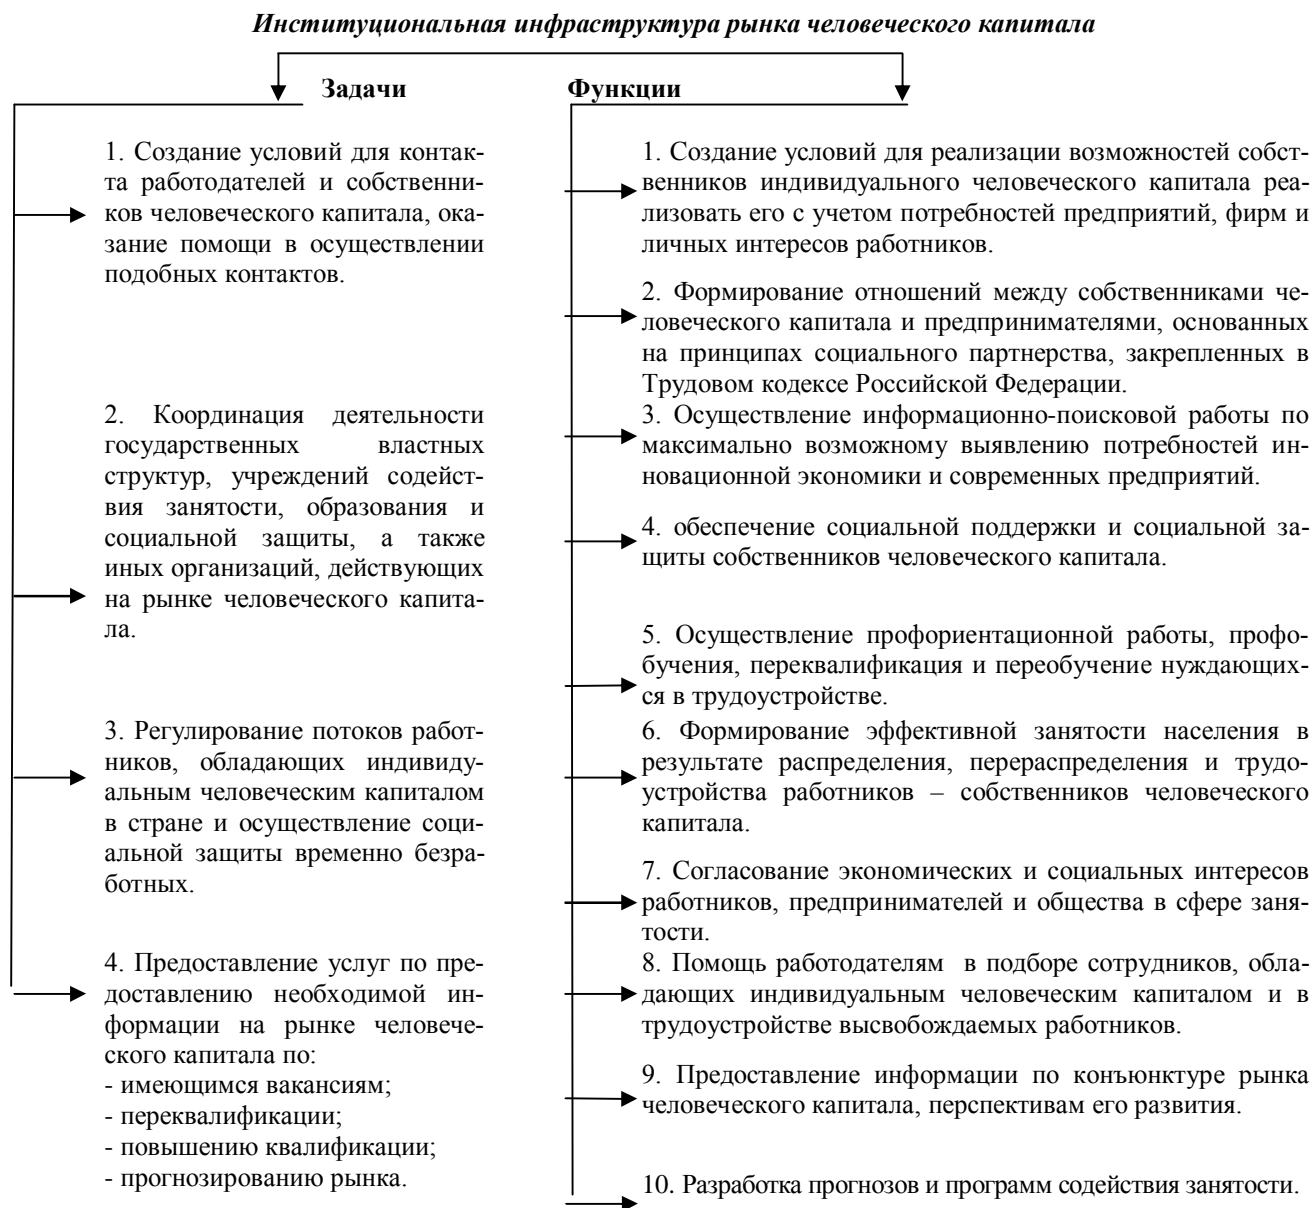 Институциональная инфраструктура рынка человеческого капитала
Задачи
1. Создание условий для контак-
та работодателей и собственни-
ков человеческого капитала, ока-
зание помощи в осуществлении
подобных контактов.
2. Координация деятельности
государственных властных
структур, учреждений содейст-
вия занятости, образования и
социальной защиты, а также
иных организаций, действующих
на рынке человеческого капита-
ла.
3. Регулирование потоков работ-
ников, обладающих индивиду-
альным человеческим капиталом
в стране и осуществление соци-
альной защиты временно безра-
ботных.
4. Предоставление услуг по пре-
доставлению необходимой ин-
формации на рынке человече-
ского капитала по:
- имеющимся вакансиям;
- переквалификации;
- повышению квалификации;
- прогнозированию рынка.
Функции
1. Создание условий для реализации возможностей собст-
венников индивидуального человеческого капитала реа-
лизовать его с учетом потребностей предприятий, фирм и
личных интересов работников.
2. Формирование отношений между собственниками че-
ловеческого капитала и предпринимателями, основанных
на принципах социального партнерства, закрепленных в
Трудовом кодексе Российской Федерации.
3. Осуществление информационно-поисковой работы по
максимально возможному выявлению потребностей ин-
новационной экономики и современных предприятий.
4. обеспечение социальной поддержки и социальной за-
щиты собственников человеческого капитала.
5. Осуществление профориентационной работы, профо-
бучения, переквалификация и переобучение нуждающих-
ся в трудоустройстве.
6. Формирование эффективной занятости населения в
результате распределения, перераспределения и трудо-
устройства работников – собственников человеческого
капитала.
7. Согласование экономических и социальных интересов
работников, предпринимателей и общества в сфере заня-
тости.
8. Помощь работодателям в подборе сотрудников, обла-
дающих индивидуальным человеческим капиталом и в
трудоустройстве высвобождаемых работников.
9. Предоставление информации по конъюнктуре рынка
человеческого капитала, перспективам его развития.
10. Разработка прогнозов и программ содействия занятости.